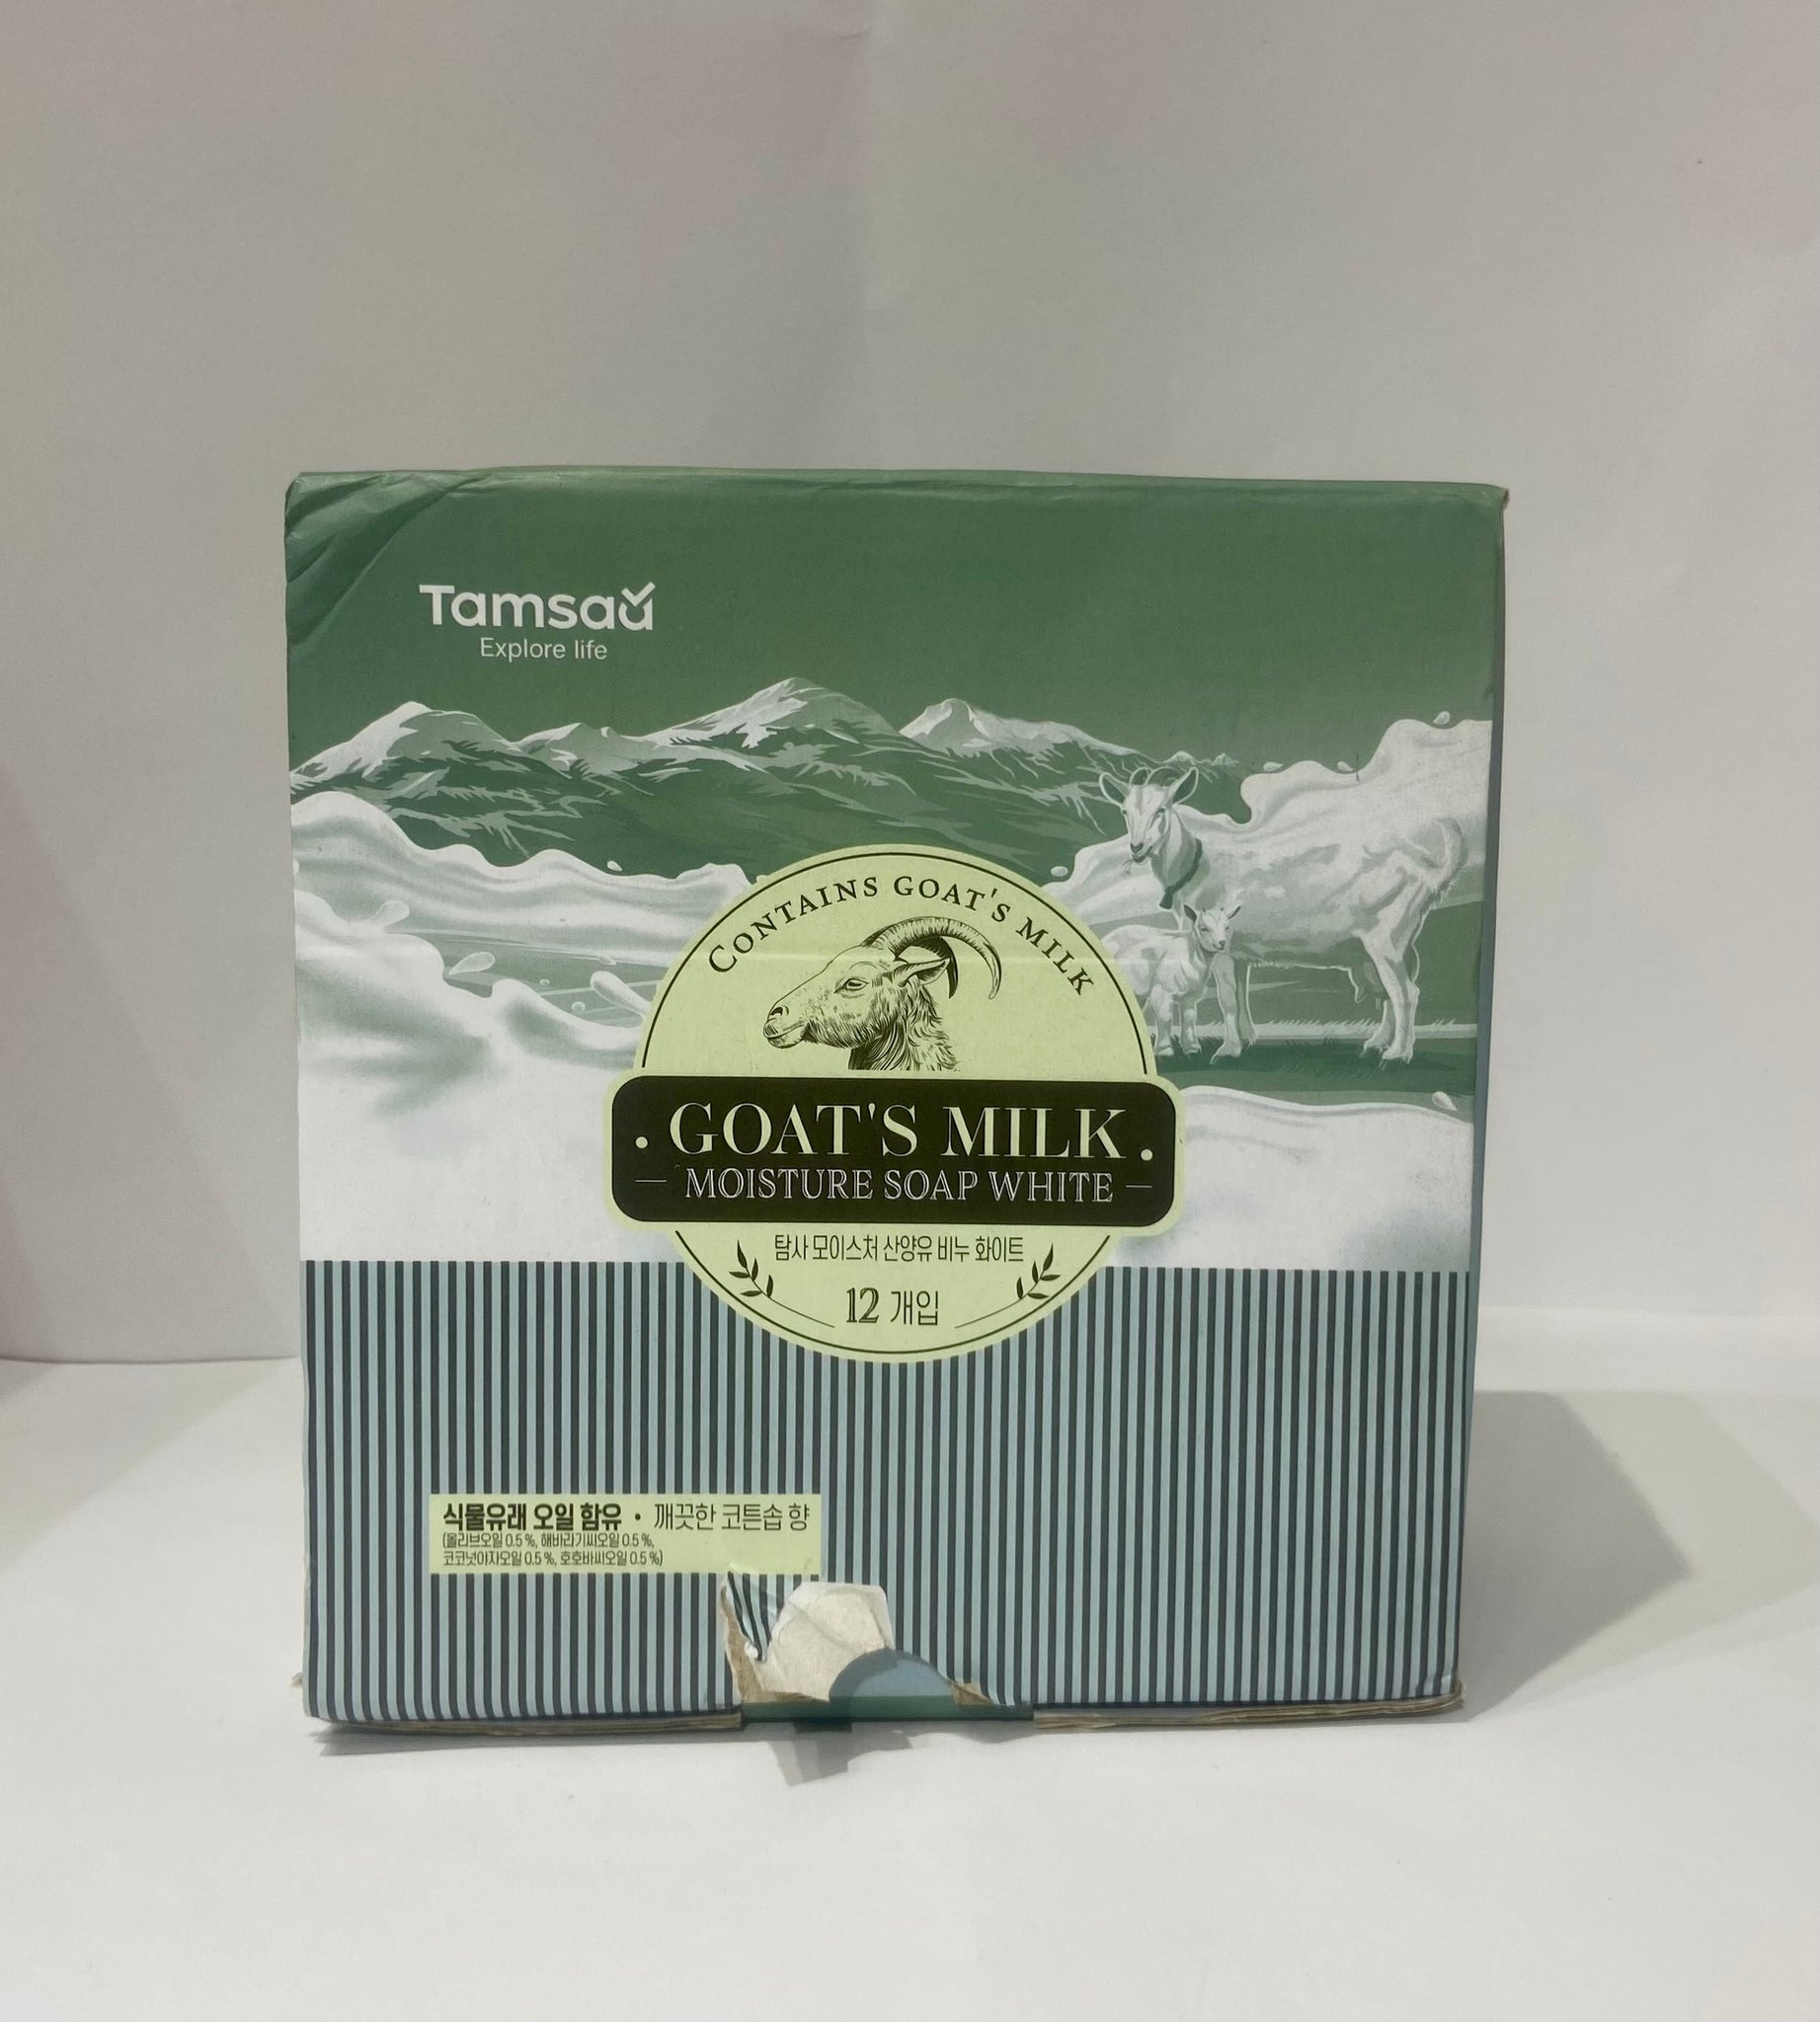 Tamsaa
Explore life
CONTAINS GOAT'S MILK
· GOAT'S MILK ·
— MOISTURE SOAP WHITE —
탐사 모이스처 산양유 비누 화이트
12 개입
식물유래 오일 함유 · 깨끗한 코튼솝 향
(올리브오일 0.5 %, 해바라기씨오일 0.5 %,
코코넛야자오일 0.5 %, 호호바씨오일 0.5 %)